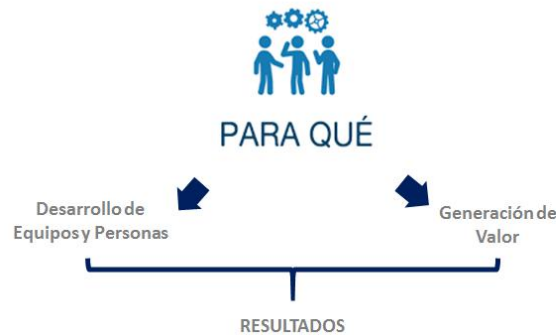 PARA QUÉ
Desarrollo de
Equipos y Personas
Generación de
Valor
RESULTADOS